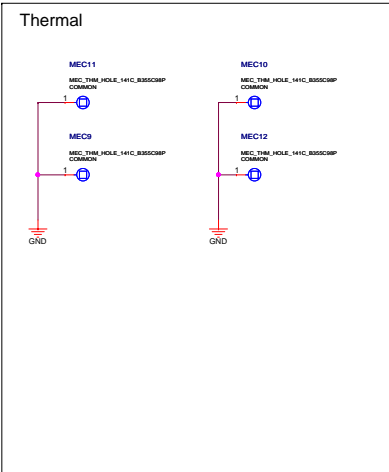 Thermal
MEC11
MEC_THM_HOLE_141C_B355C98P
COMMON
1
MEC9
MEC_THM_HOLE_141C_B355C98P
COMMON
1
GND
MEC10
MEC_THM_HOLE_141C_B355C98P
COMMON
1
MEC12
MEC_THM_HOLE_141C_B355C98P
COMMON
1
GND